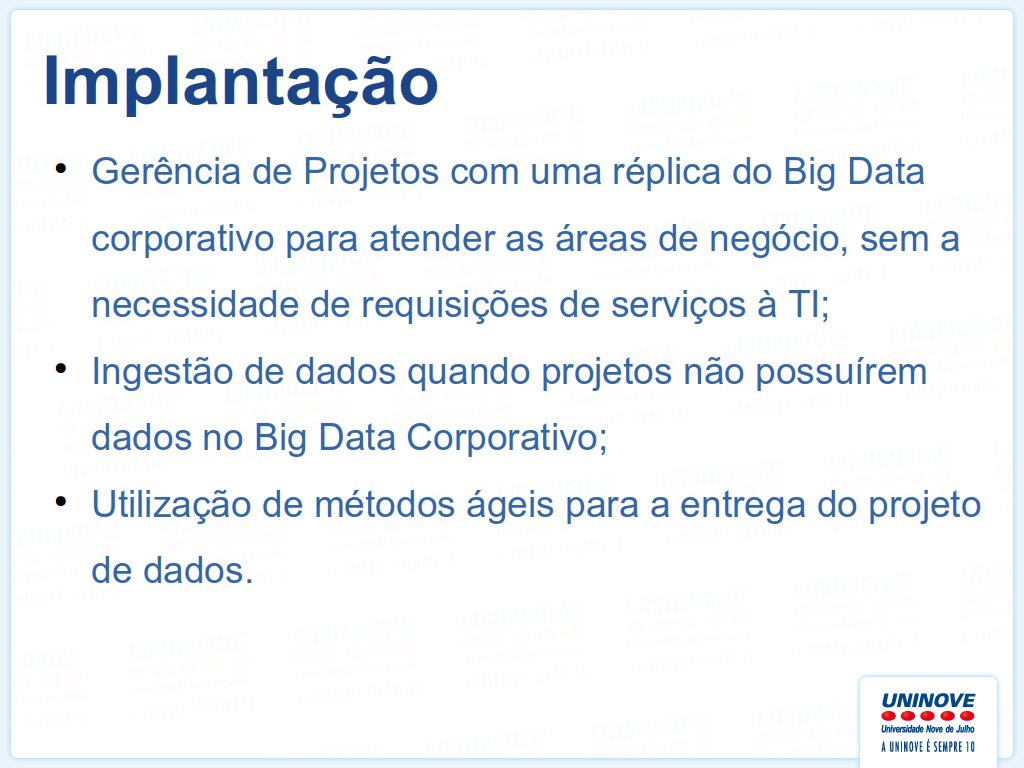 Implantação
• Gerência de Projetos com uma réplica do Big Data
corporativo para atender as áreas de negócio, sem a
necessidade de requisições de serviços à TI;
• Ingestão de dados quando projetos não possuírem
dados no Big Data Corporativo;
• Utilização de métodos ágeis para a entrega do projeto
de dados.
UNINOVE
Universidade Nove de Julho
A UNINOVE É SEMPRE 10